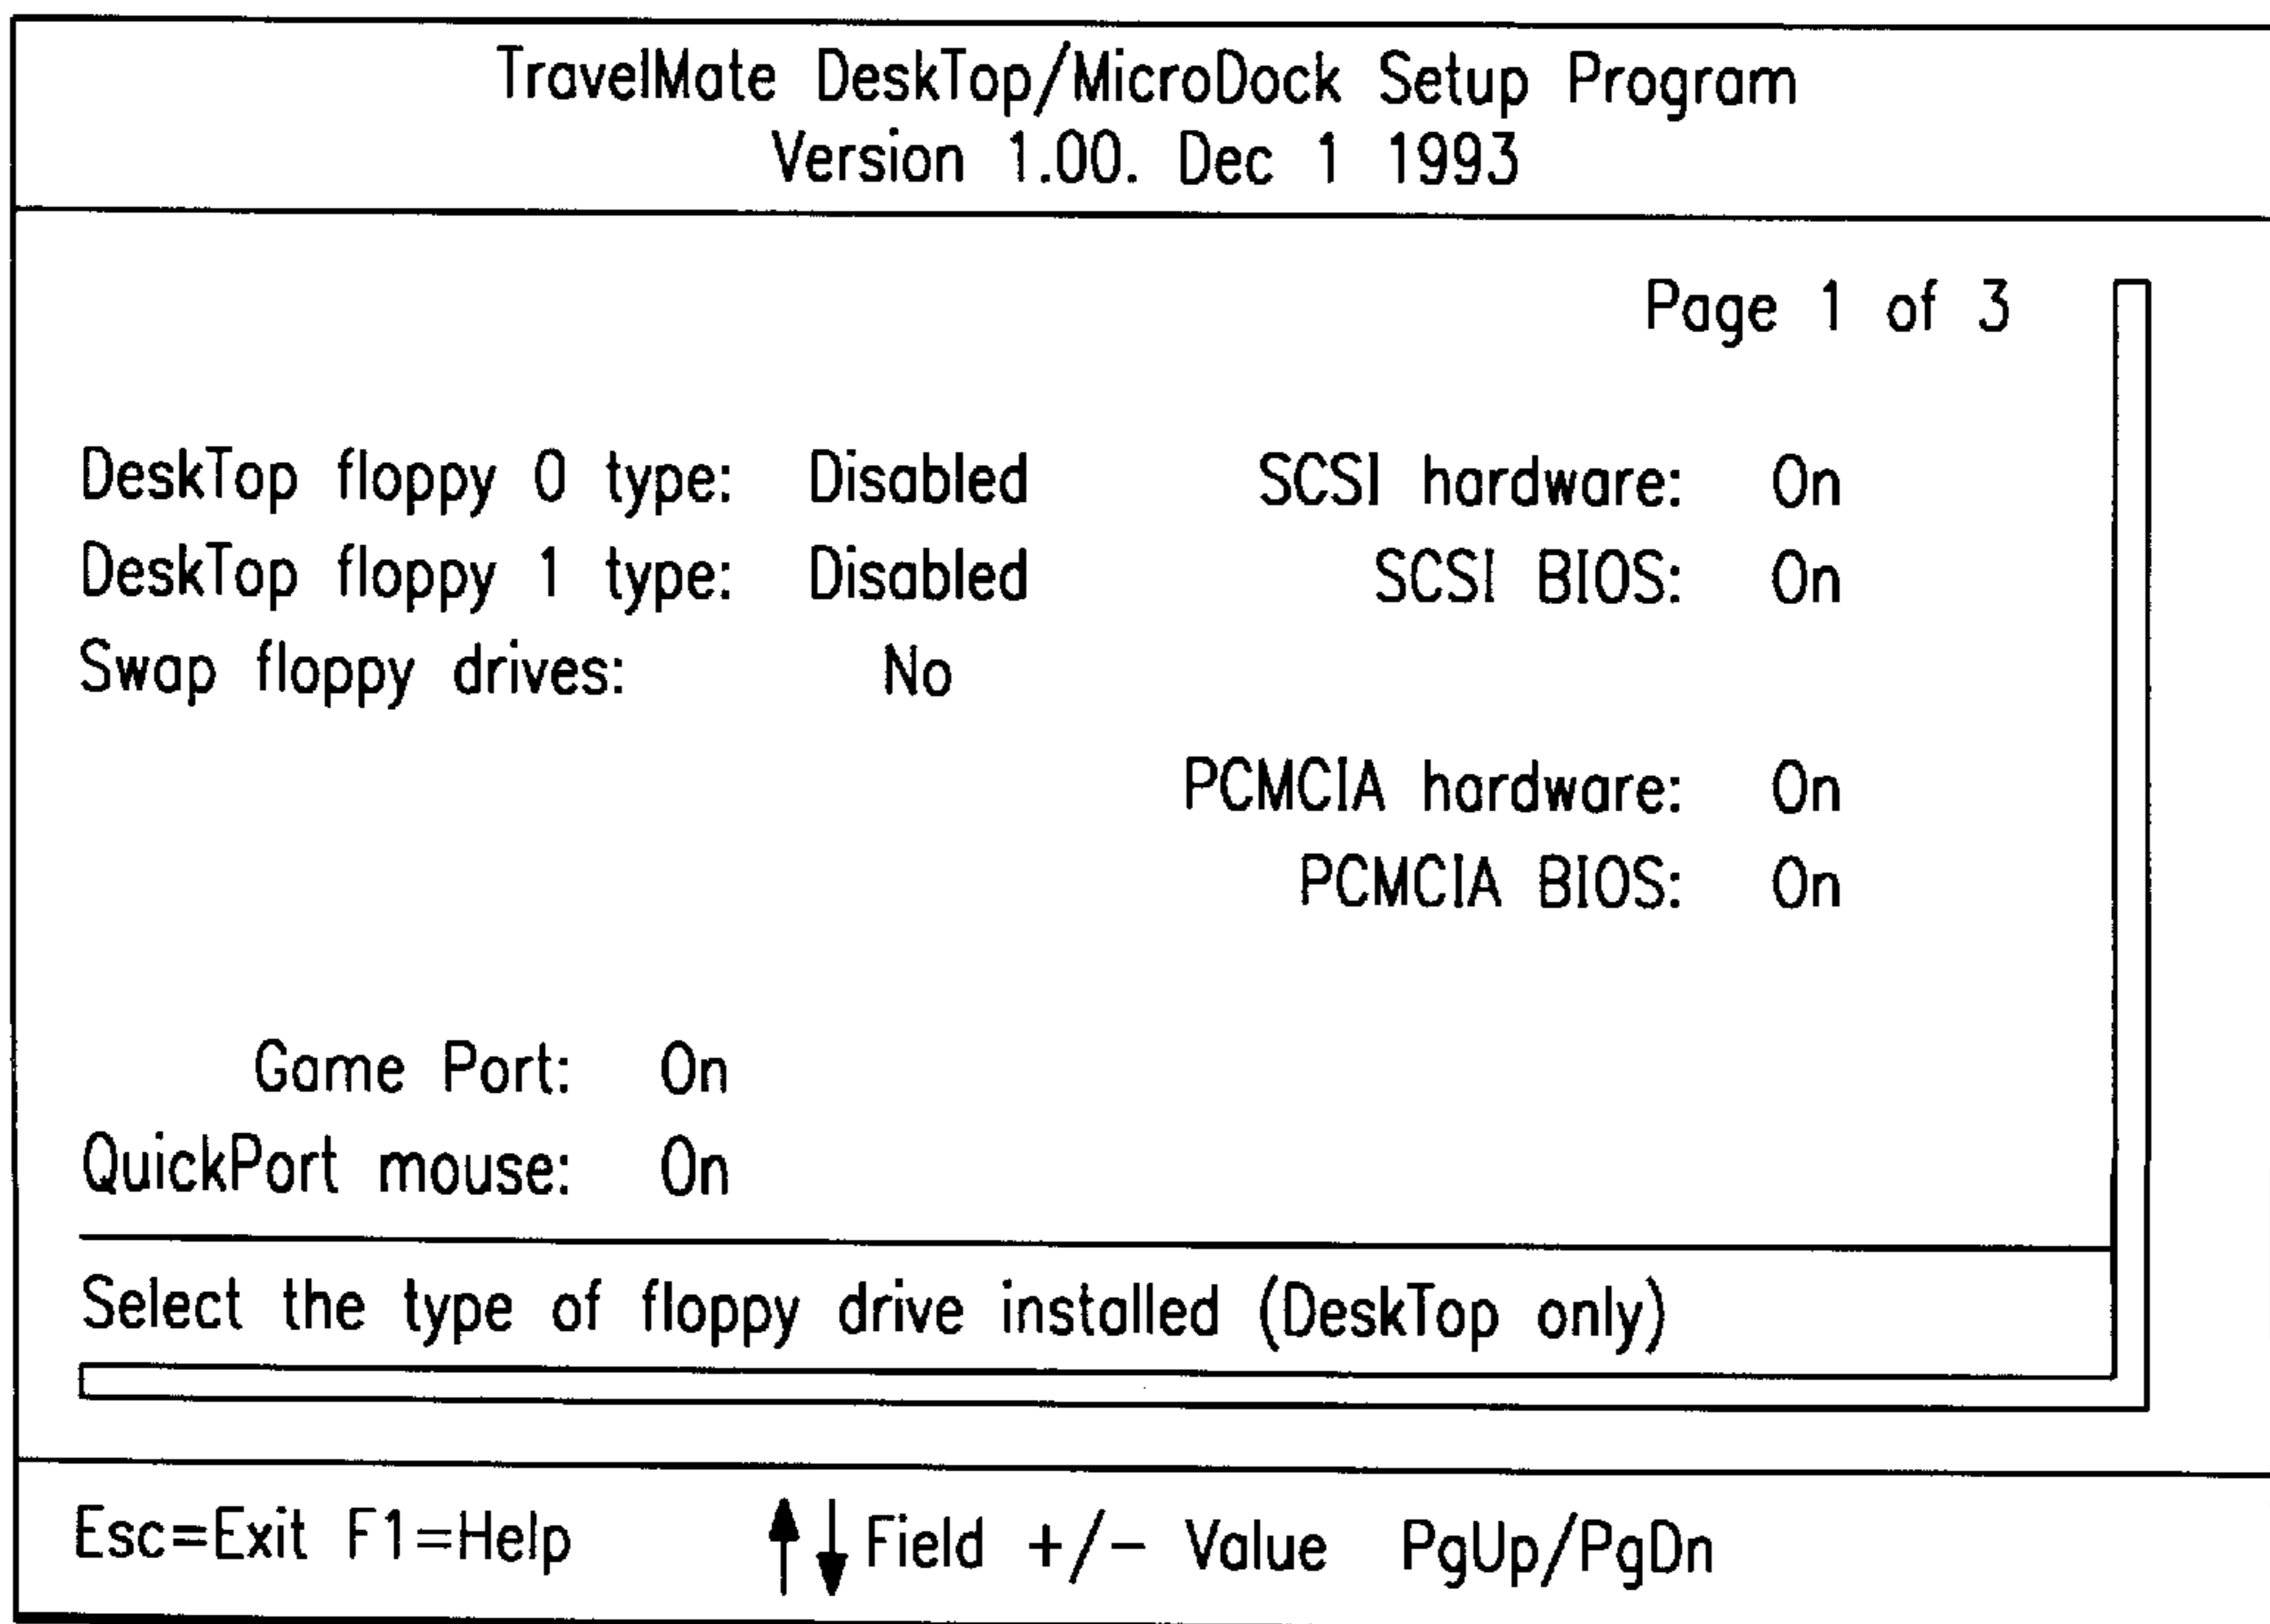 TravelMate DeskTop/MicroDock Setup Program
Version 1.00. Dec 1 1993
Page 1 of 3
DeskTop floppy 0 type: Disabled SCSI hardware: On
DeskTop floppy 1 type: Disabled SCSI BIOS: On
Swap floppy drives: No
PCMCIA hardware: On
PCMCIA BIOS: On
Game Port: On
QuickPort mouse: On
Select the type of floppy drive installed (DeskTop only)
Esc=Exit F1=Help ↑↓ Field +/− Value PgUp/PgDn